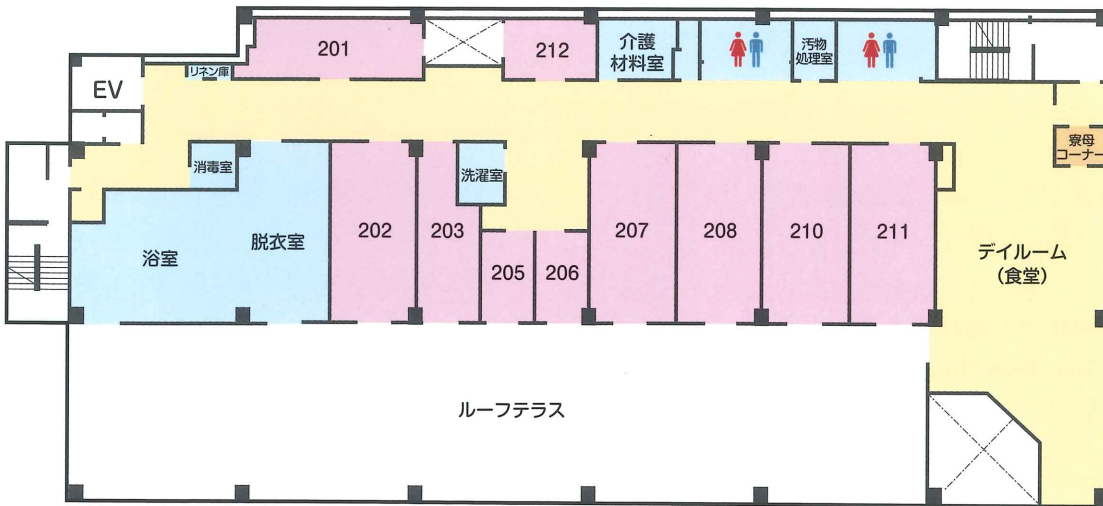 201
212
介護
材料室
汚物
処理室
リネン庫
EV
寮母
コーナー
消毒室
洗濯室
202
203
205
206
207
208
210
211
浴室
脱衣室
デイルーム
(食堂)
ルーフテラス